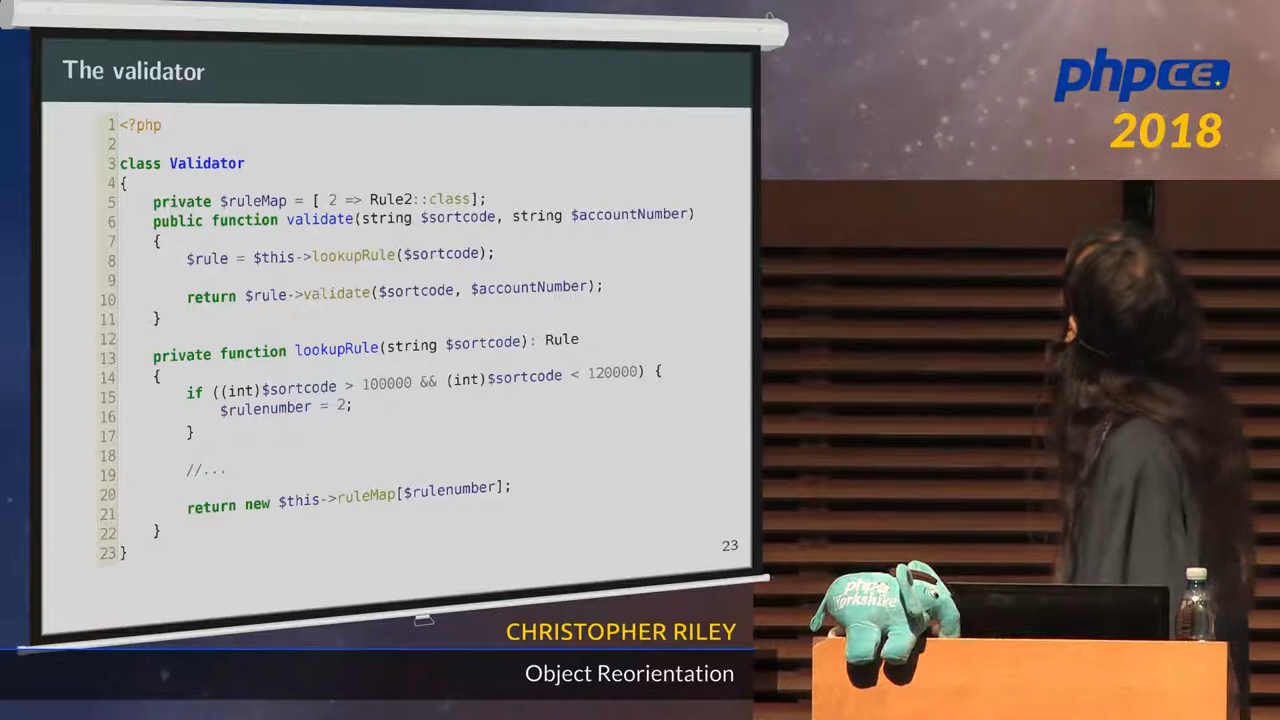 The validator
1 <?php
2
3 class Validator
4 {
5     private $ruleMap = [ 2 => Rule2::class];
6     public function validate(string $sortcode, string $accountNumber)
7     {
8         $rule = $this->lookupRule($sortcode);
9
10         return $rule->validate($sortcode, $accountNumber);
11     }
12
13     private function lookupRule(string $sortcode): Rule
14     {
15         if ((int)$sortcode > 100000 && (int)$sortcode < 120000) {
16             $rulenumber = 2;
17         }
18
19         //...
20
21         return new $this->ruleMap[$rulenumber];
22     }
23 }
23
phpce
2018
php
Yorkshire
CHRISTOPHER RILEY
Object Reorientation